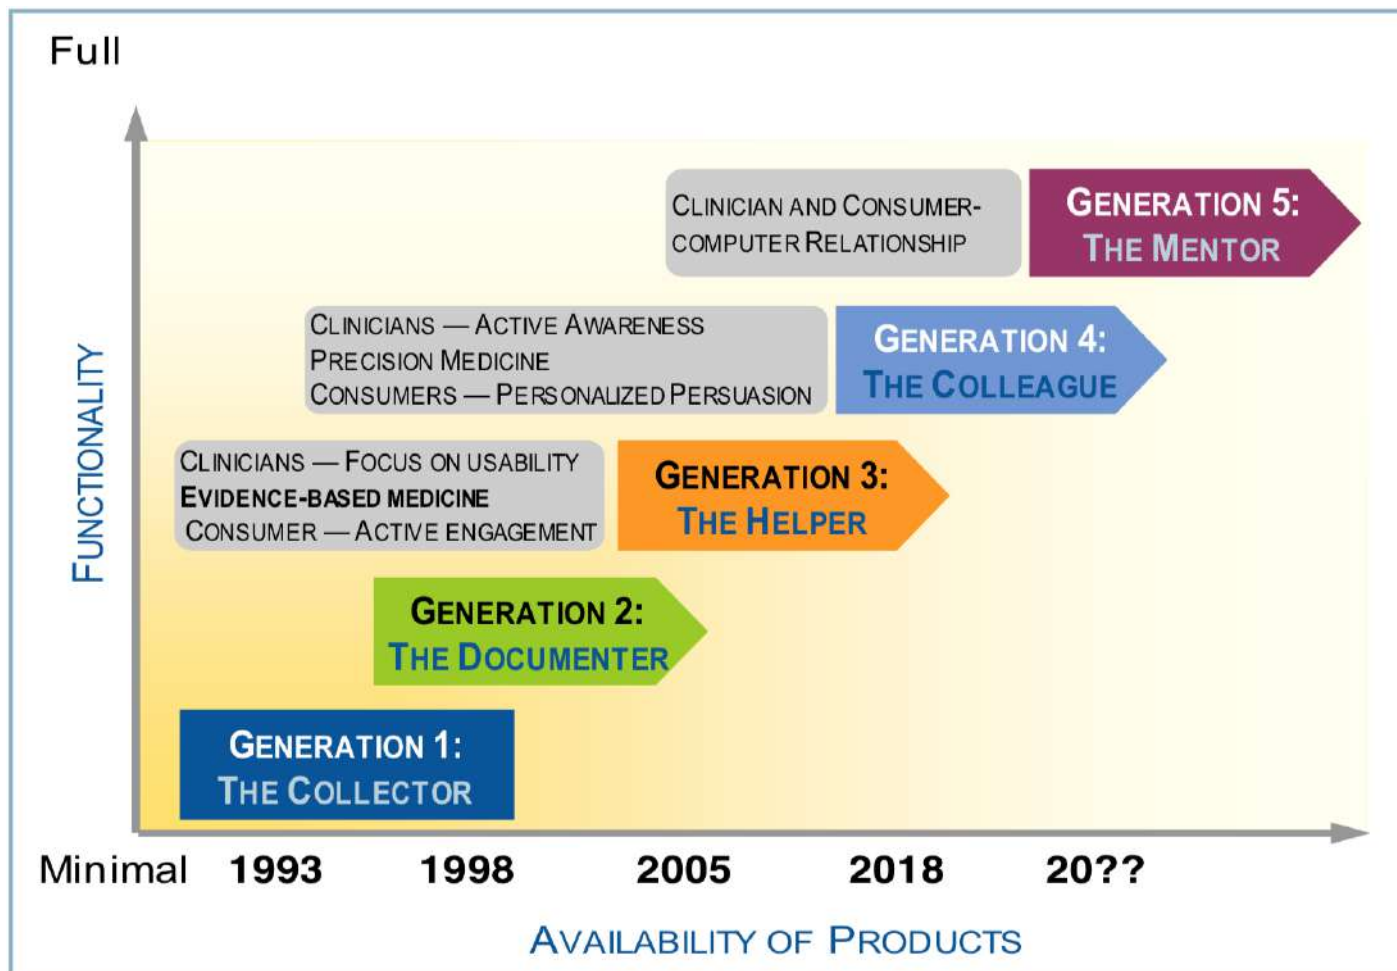 Full
CLINICIAN AND CONSUMER-
COMPUTER RELATIONSHIP
GENERATION 5:
THE MENTOR
CLINICIANS — ACTIVE AWARENESS
PRECISION MEDICINE
CONSUMERS — PERSONALIZED PERSUASION
GENERATION 4:
THE COLLEAGUE
CLINICIANS — FOCUS ON USABILITY
EVIDENCE-BASED MEDICINE
CONSUMER — ACTIVE ENGAGEMENT
GENERATION 3:
THE HELPER
GENERATION 2:
THE DOCUMENTER
GENERATION 1:
THE COLLECTOR
FUNCTIONALITY
Minimal 1993 1998 2005 2018 20??
AVAILABILITY OF PRODUCTS